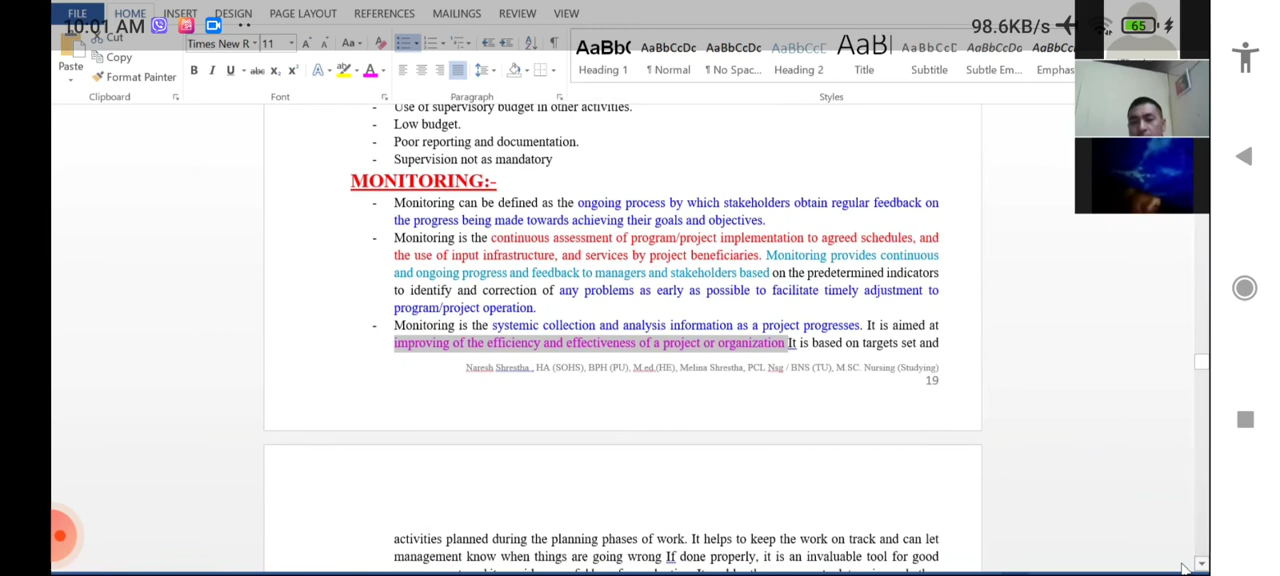 FILE HOME INSERT DESIGN PAGE LAYOUT REFERENCES MAILINGS REVIEW VIEW
10:01 AM 98.6KB/s 65
Cut
Copy
Format Painter
Paste
Times New R 11 Aa
B I U abc X₂ X² A ab A
AaBb( AaBbCcDc AaBbCcDc AaBbCcE AaB AaBbCcD AaBbCcDc AaBbCcDc
Heading 1 ¶ Normal ¶ No Spac... Heading 2 Title Subtitle Subtle Em... Emphas
Clipboard Font Paragraph Styles
- Use of supervisory budget in other activities.
- Low budget.
- Poor reporting and documentation.
- Supervision not as mandatory
MONITORING:-
- Monitoring can be defined as the ongoing process by which stakeholders obtain regular feedback on
the progress being made towards achieving their goals and objectives.
- Monitoring is the continuous assessment of program/project implementation to agreed schedules, and
the use of input infrastructure, and services by project beneficiaries. Monitoring provides continuous
and ongoing progress and feedback to managers and stakeholders based on the predetermined indicators
to identify and correction of any problems as early as possible to facilitate timely adjustment to
program/project operation.
- Monitoring is the systemic collection and analysis information as a project progresses. It is aimed at
improving of the efficiency and effectiveness of a project or organization It is based on targets set and
Naresh Shrestha , HA (SOHS), BPH (PU), M.ed.(HE), Melina Shrestha, PCL Nsg / BNS (TU), M.SC. Nursing (Studying)
19
activities planned during the planning phases of work. It helps to keep the work on track and can let
management know when things are going wrong If done properly, it is an invaluable tool for good